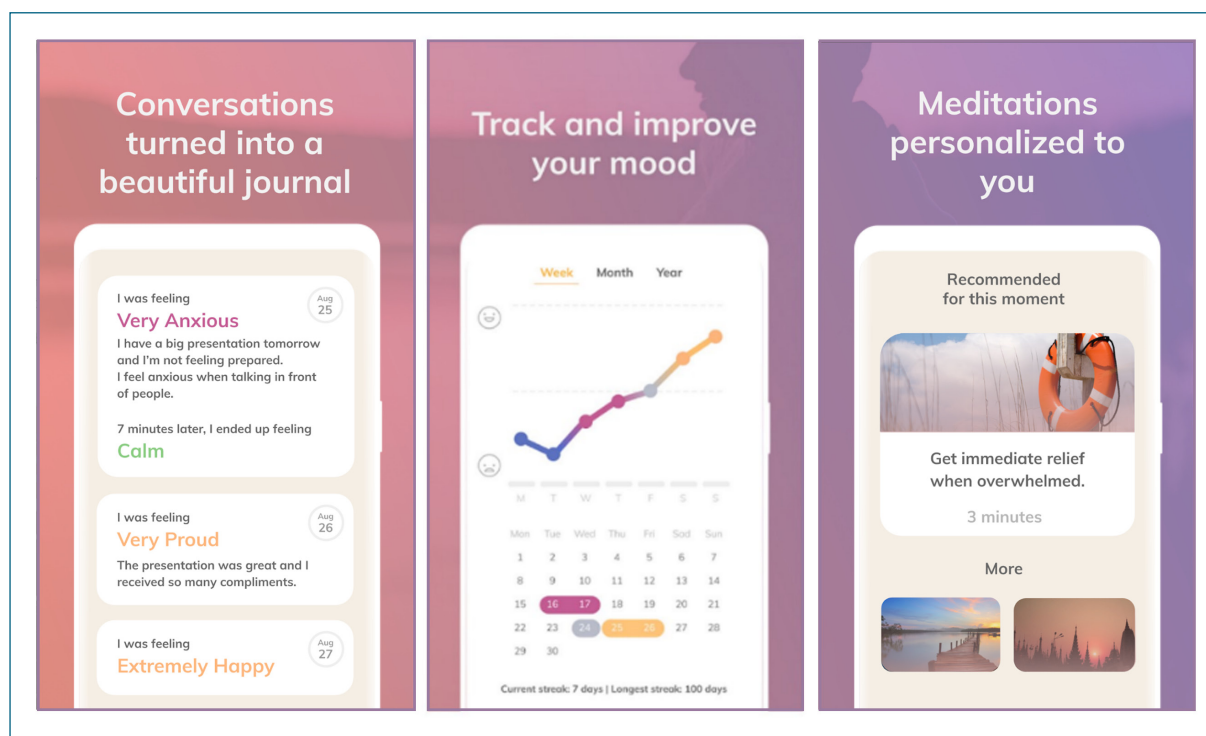 Conversations
turned into a
beautiful journal
I was feeling
Aug
25
Very Anxious
I have a big presentation tomorrow
and I'm not feeling prepared.
I feel anxious when talking in front
of people.
7 minutes later, I ended up feeling
Calm
I was feeling
Aug
26
Very Proud
The presentation was great and I
received so many compliments.
I was feeling
Aug
27
Extremely Happy
Track and improve
your mood
Week Month Year
M T W T F S S
Mon Tue Wed Thu Fri Sad Sun
1 2 3 4 5 6 7
8 9 10 11 12 13 14
15 16 17 18 19 20 21
22 23 24 25 26 27 28
29 30
Current streak: 7 days | Longest streak: 100 days
Meditations
personalized to
you
Recommended
for this moment
Get immediate relief
when overwhelmed.
3 minutes
More